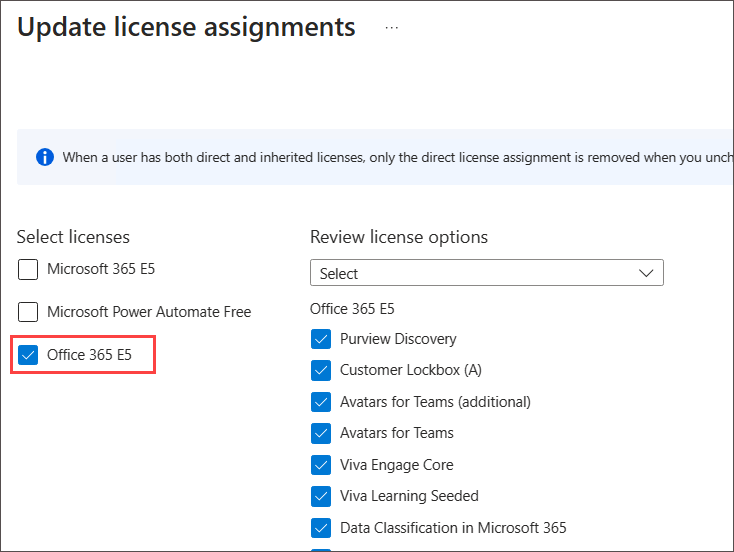 Update license assignments ...
When a user has both direct and inherited licenses, only the direct license assignment is removed when you unch
Select licenses
Microsoft 365 E5
Microsoft Power Automate Free
Office 365 E5
Review license options
Select
Office 365 E5
Purview Discovery
Customer Lockbox (A)
Avatars for Teams (additional)
Avatars for Teams
Viva Engage Core
Viva Learning Seeded
Data Classification in Microsoft 365